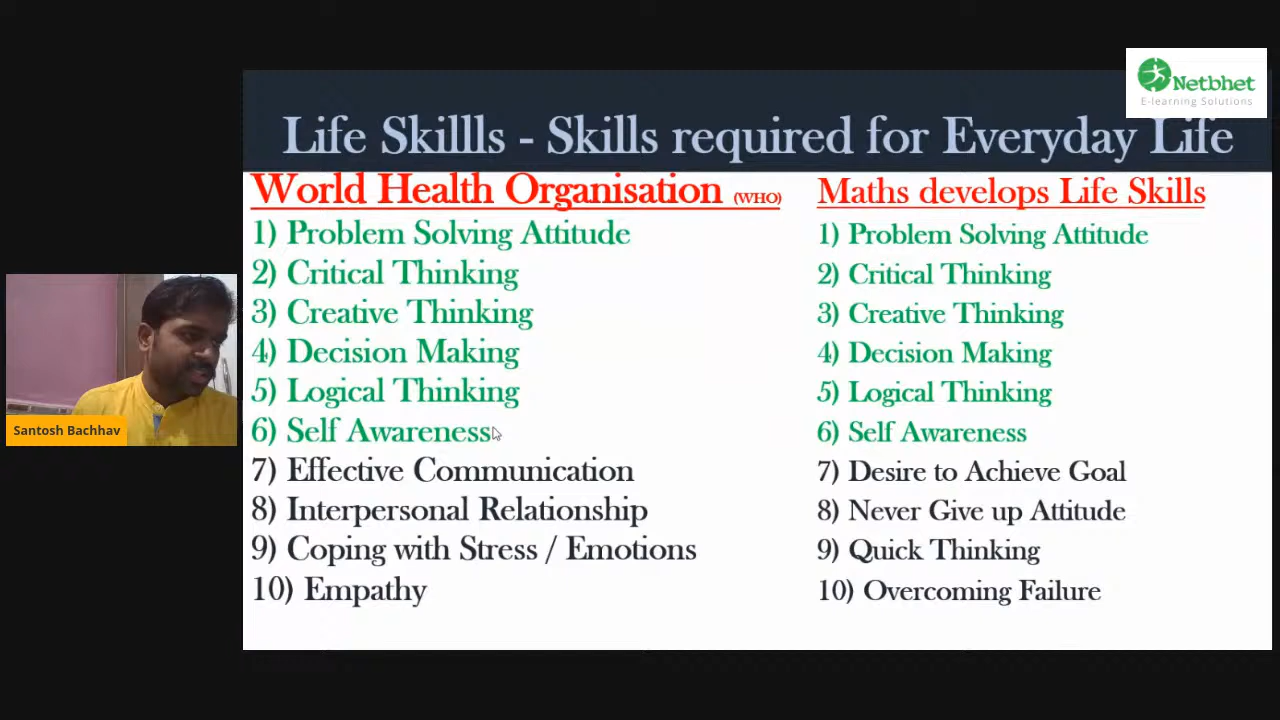 Netbhet
E-learning Solutions
Life Skillls - Skills required for Everyday Life
World Health Organisation (WHO)
1) Problem Solving Attitude
2) Critical Thinking
3) Creative Thinking
4) Decision Making
5) Logical Thinking
6) Self Awareness
7) Effective Communication
8) Interpersonal Relationship
9) Coping with Stress / Emotions
10) Empathy
Maths develops Life Skills
1) Problem Solving Attitude
2) Critical Thinking
3) Creative Thinking
4) Decision Making
5) Logical Thinking
6) Self Awareness
7) Desire to Achieve Goal
8) Never Give up Attitude
9) Quick Thinking
10) Overcoming Failure
Santosh Bachhav